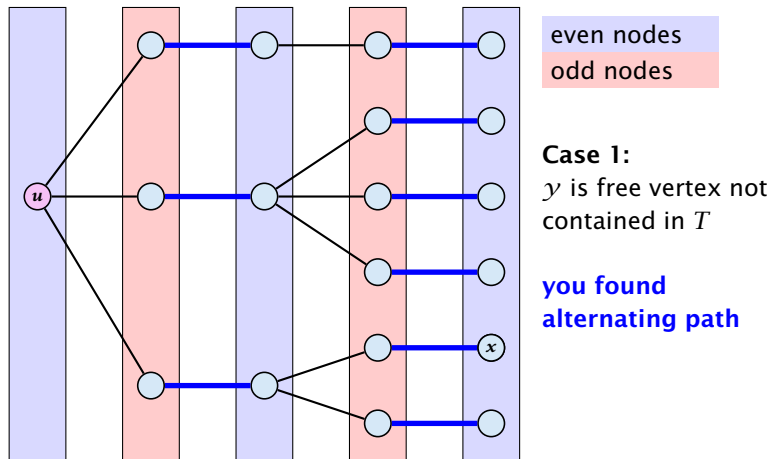 even nodes
odd nodes
u
Case 1:
y is free vertex not
contained in T
you found
alternating path
x